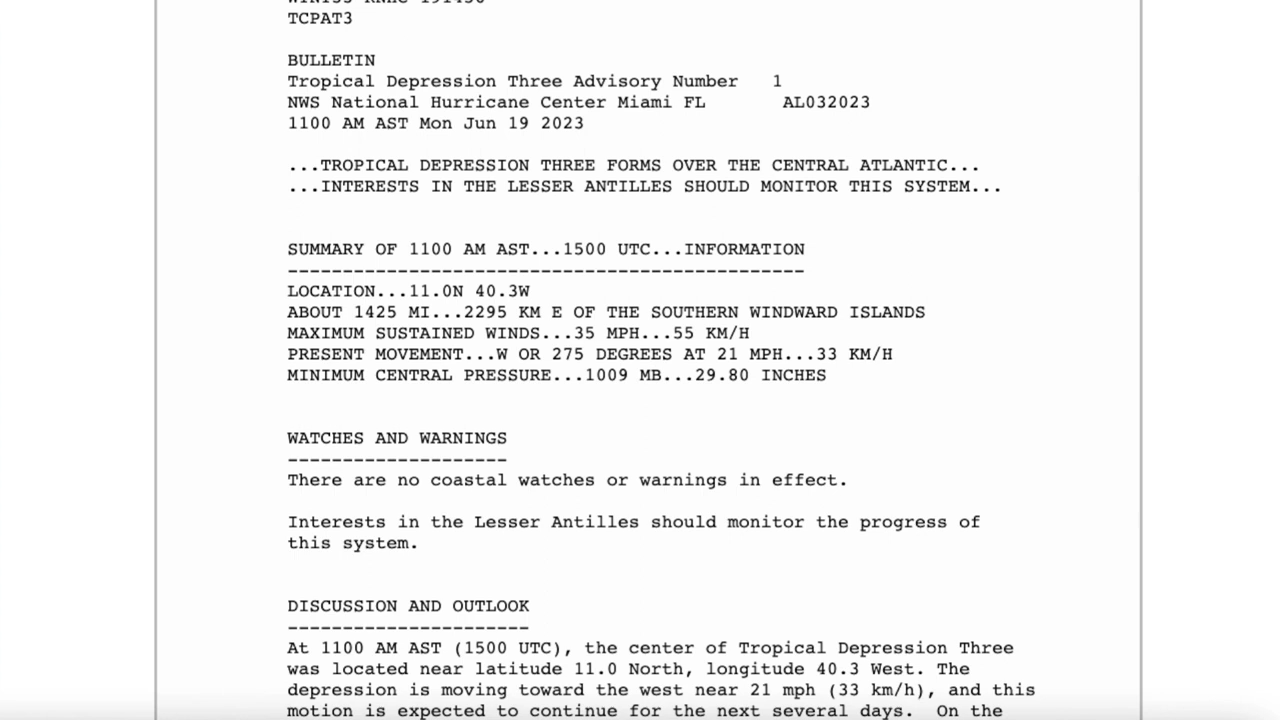 TCPAT3
BULLETIN
Tropical Depression Three Advisory Number 1
NWS National Hurricane Center Miami FL AL032023
1100 AM AST Mon Jun 19 2023
...TROPICAL DEPRESSION THREE FORMS OVER THE CENTRAL ATLANTIC...
...INTERESTS IN THE LESSER ANTILLES SHOULD MONITOR THIS SYSTEM...
SUMMARY OF 1100 AM AST...1500 UTC...INFORMATION
-----------------------------------------------
LOCATION...11.0N 40.3W
ABOUT 1425 MI...2295 KM E OF THE SOUTHERN WINDWARD ISLANDS
MAXIMUM SUSTAINED WINDS...35 MPH...55 KM/H
PRESENT MOVEMENT...W OR 275 DEGREES AT 21 MPH...33 KM/H
MINIMUM CENTRAL PRESSURE...1009 MB...29.80 INCHES
WATCHES AND WARNINGS
--------------------
There are no coastal watches or warnings in effect.
Interests in the Lesser Antilles should monitor the progress of
this system.
DISCUSSION AND OUTLOOK
----------------------
At 1100 AM AST (1500 UTC), the center of Tropical Depression Three
was located near latitude 11.0 North, longitude 40.3 West. The
depression is moving toward the west near 21 mph (33 km/h), and this
motion is expected to continue for the next several days. On the